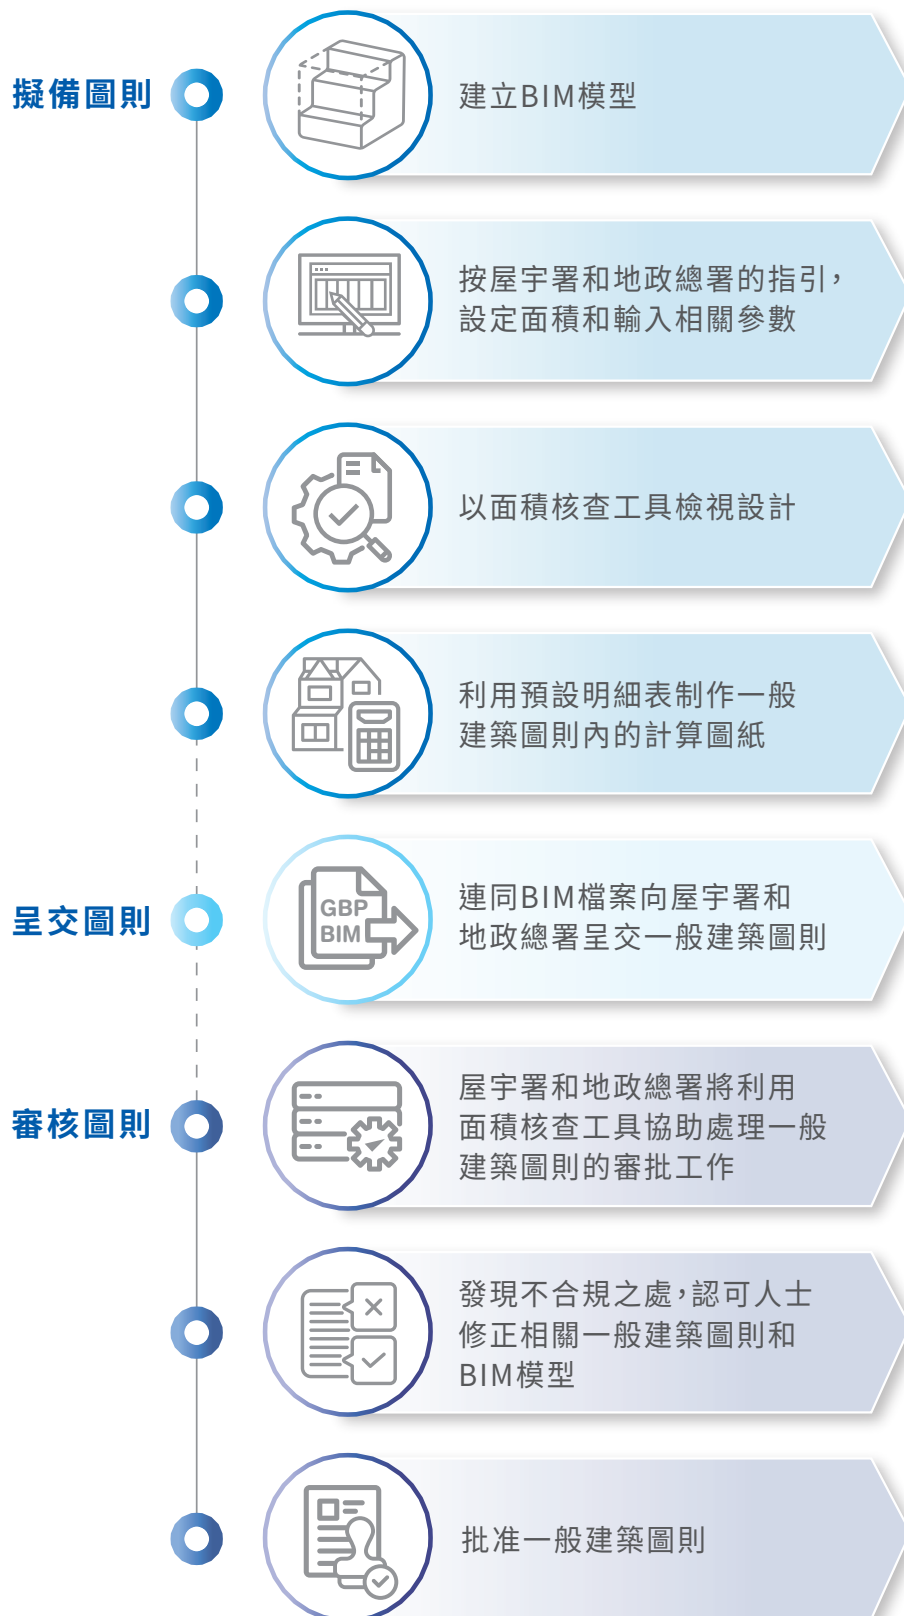 擬備圖則
建立BIM模型
按屋宇署和地政總署的指引，
設定面積和輸入相關參數
以面積核查工具檢視設計
利用預設明細表制作一般
建築圖則內的計算圖紙
呈交圖則
GBP
BIM
連同BIM檔案向屋宇署和
地政總署呈交一般建築圖則
審核圖則
屋宇署和地政總署將利用
面積核查工具協助處理一般
建築圖則的審批工作
發現不合規之處，認可人士
修正相關一般建築圖則和
BIM模型
批准一般建築圖則